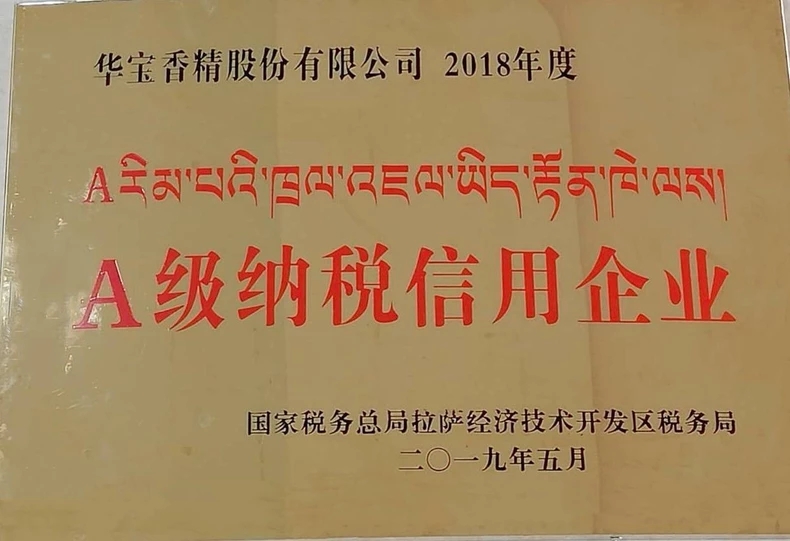 华宝香精股份有限公司 2018年度
A རིམ་པའི་ཁྲལ་འཇལ་ཡིད་རྟོན་ཁེ་ལས།
A级纳税信用企业
国家税务总局拉萨经济技术开发区税务局
二〇一九年五月